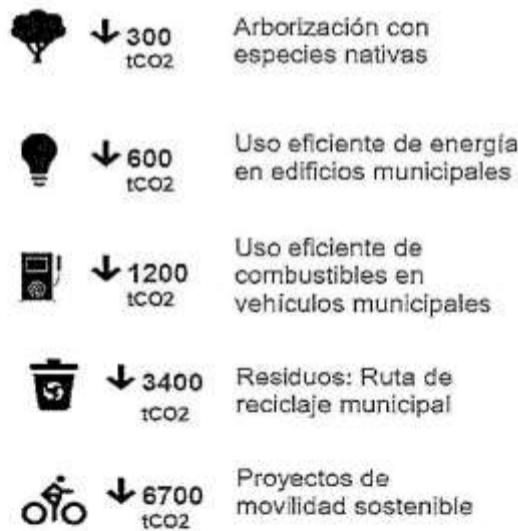 300
tCO2
Arborización con
especies nativas
600
tCO2
Uso eficiente de energía
en edificios municipales
1200
tCO2
Uso eficiente de
combustibles en
vehículos municipales
3400
tCO2
Residuos: Ruta de
reciclaje municipal
6700
tCO2
Proyectos de
movilidad sostenible